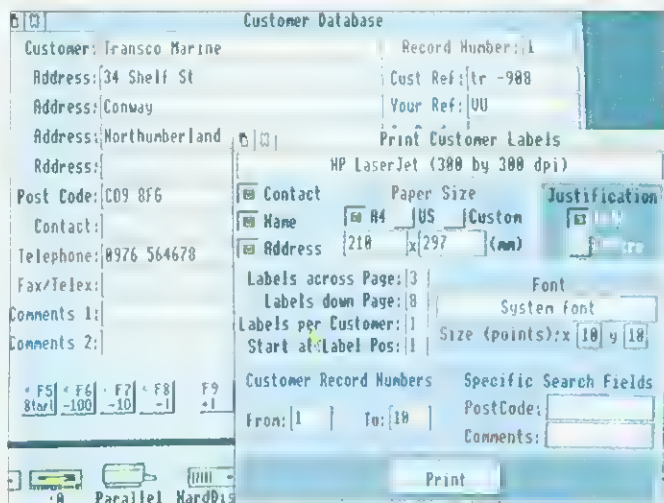 Customer Database
Customer: Transco Marine
Record Number: 1
Address: 34 Shelf St
Cust Ref: tr -908
Address: Conway
Your Ref: UU
Address: Northumberland
Address:
Post Code: CO9 8F6
Contact:
Telephone: 0976 564678
Fax/Telex:
Comments 1:
Comments 2:
F5 Start
F6 -100
F7 -10
F8 -1
F9 +1
Print Customer Labels
HP LaserJet (300 by 300 dpi)
Contact
Name
Address
Paper Size
A4 US Custom
210 x 297 (mm)
Justification
Labels across Page: 3
Labels down Page: 8
Labels per Customer: 1
Start at Label Pos: 1
Font
System font
Size (points): x 10 y 10
Customer Record Numbers
From: 1 To: 10
Specific Search Fields
PostCode:
Comments:
Print
:0 Parallel HardDis